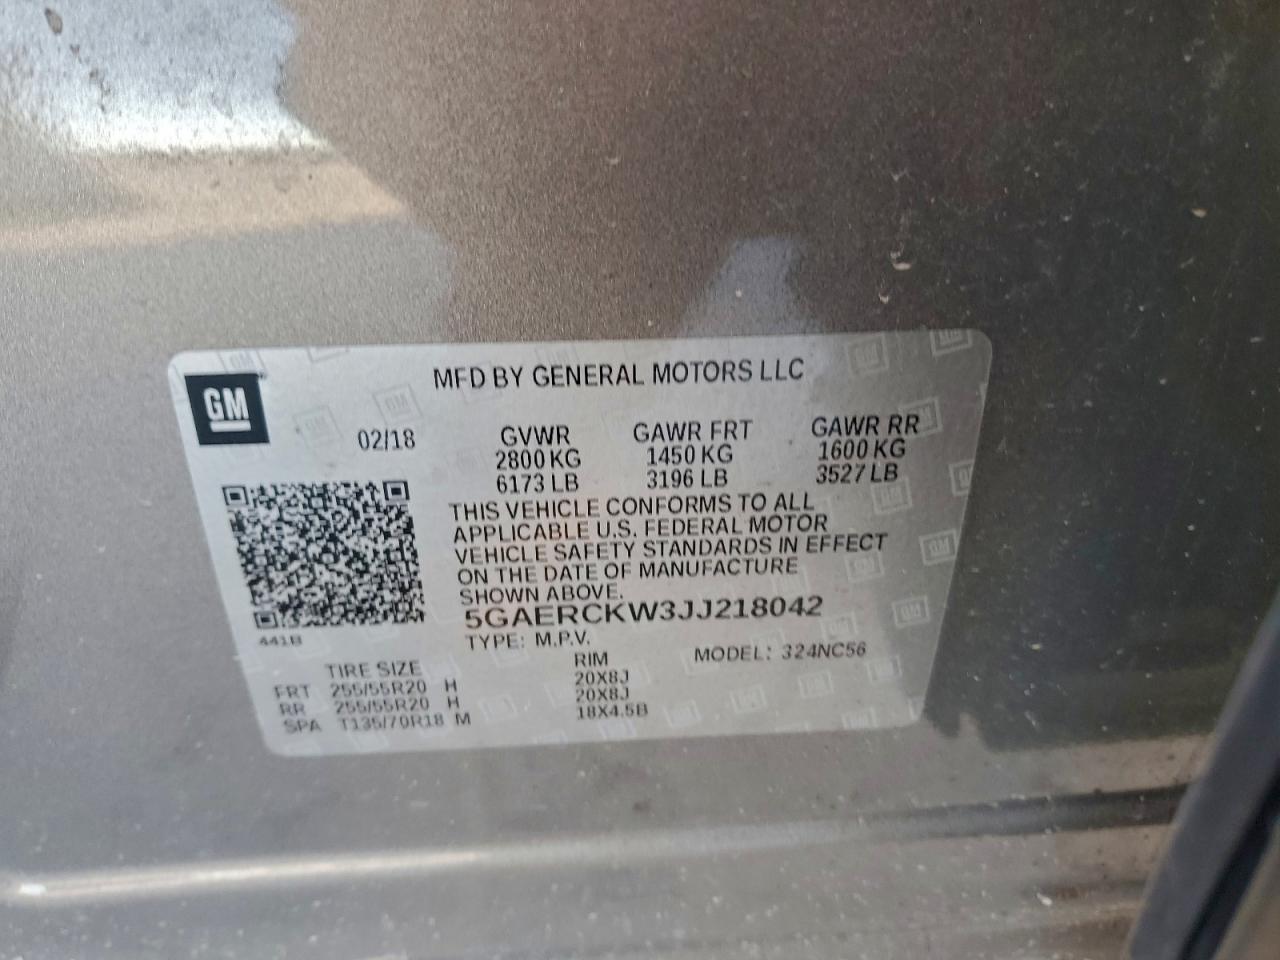 MFD BY GENERAL MOTORS LLC
GM
02/18 GVWR GAWR FRT GAWR RR
2800 KG 1450 KG 1600 KG
6173 LB 3196 LB 3527 LB
THIS VEHICLE CONFORMS TO ALL
APPLICABLE U.S. FEDERAL MOTOR
VEHICLE SAFETY STANDARDS IN EFFECT
ON THE DATE OF MANUFACTURE
SHOWN ABOVE.
5GAERCKW3JJ218042
441B
TYPE: M.P.V. MODEL: 324NC56
TIRE SIZE RIM
FRT 255/55R20 H 20X8J
RR 255/55R20 H 20X8J
SPA T135/70R18 M 18X4.5B